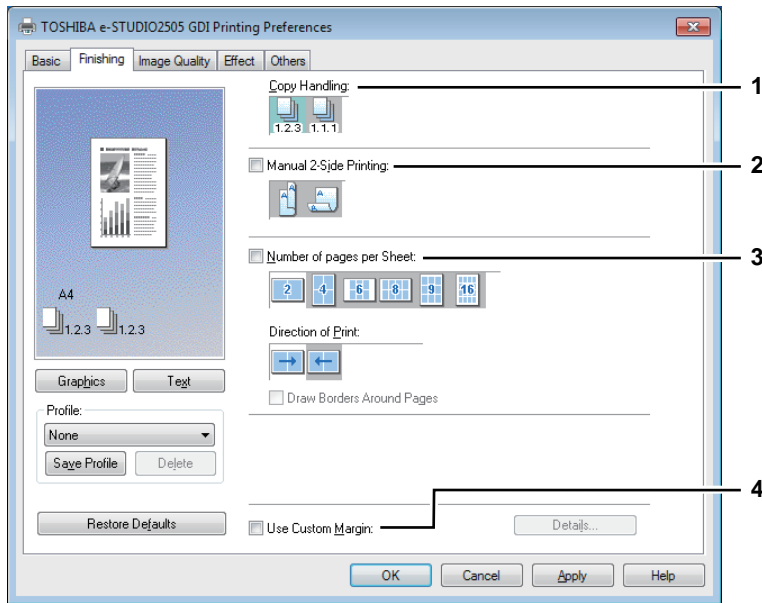 TOSHIBA e-STUDIO2505 GDI Printing Preferences
Basic Finishing Image Quality Effect Others
Copy Handling: 1
1.2.3 1.1.1
Manual 2-Side Printing: 2
A A
Number of pages per Sheet: 3
2 4 6 8 9 16
A4
1.2.3 1.2.3
Direction of Print:
Graphics Text
Draw Borders Around Pages
Profile:
None
Save Profile Delete
4
Restore Defaults Use Custom Margin: Details...
OK Cancel Apply Help